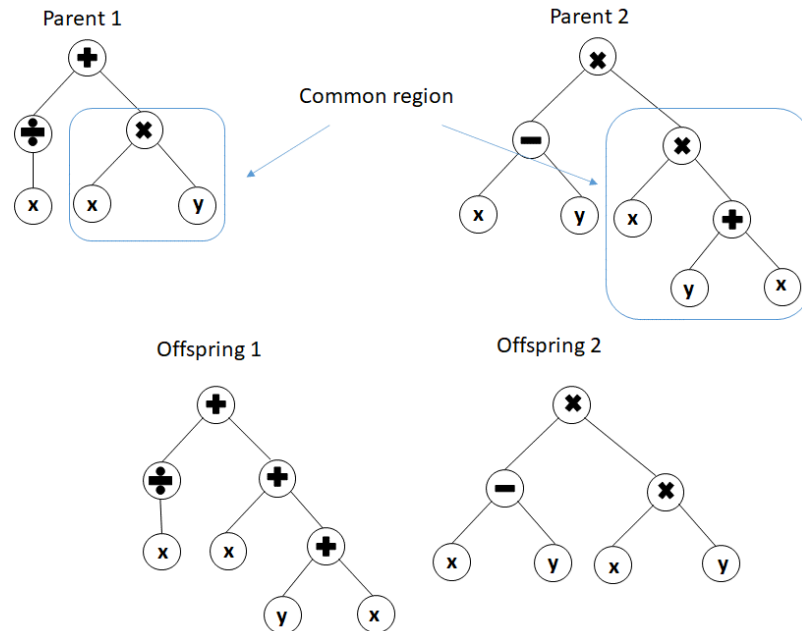 Parent 1
Parent 2
+
×
Common region
÷
×
−
×
x
x
y
x
y
x
+
y
x
Offspring 1
Offspring 2
+
×
÷
+
−
×
x
x
+
x
y
x
y
y
x